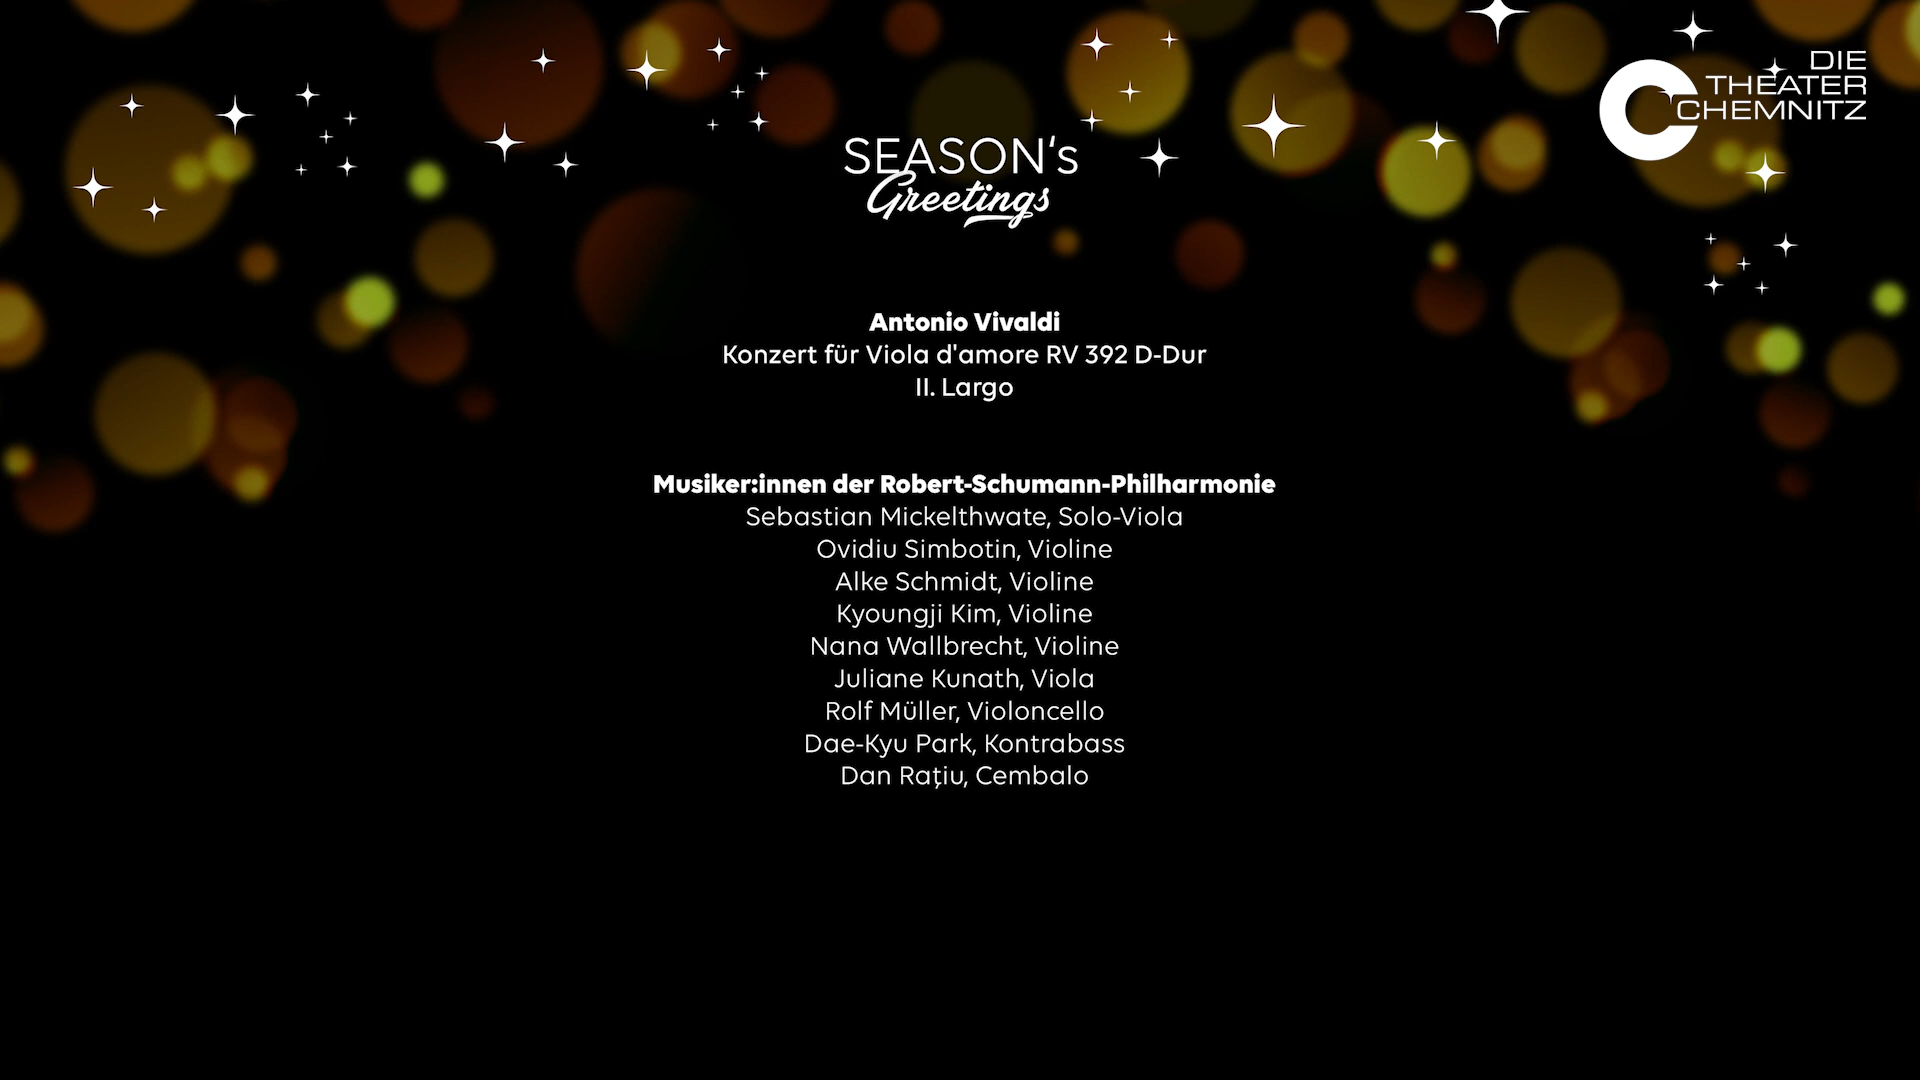 DIE
THEATER
CHEMNITZ
SEASON's
Greetings
Antonio Vivaldi
Konzert für Viola d'amore RV 392 D-Dur
II. Largo
Musiker:innen der Robert-Schumann-Philharmonie
Sebastian Mickelthwate, Solo-Viola
Ovidiu Simbotin, Violine
Alke Schmidt, Violine
Kyoungji Kim, Violine
Nana Wallbrecht, Violine
Juliane Kunath, Viola
Rolf Müller, Violoncello
Dae-Kyu Park, Kontrabass
Dan Rațiu, Cembalo